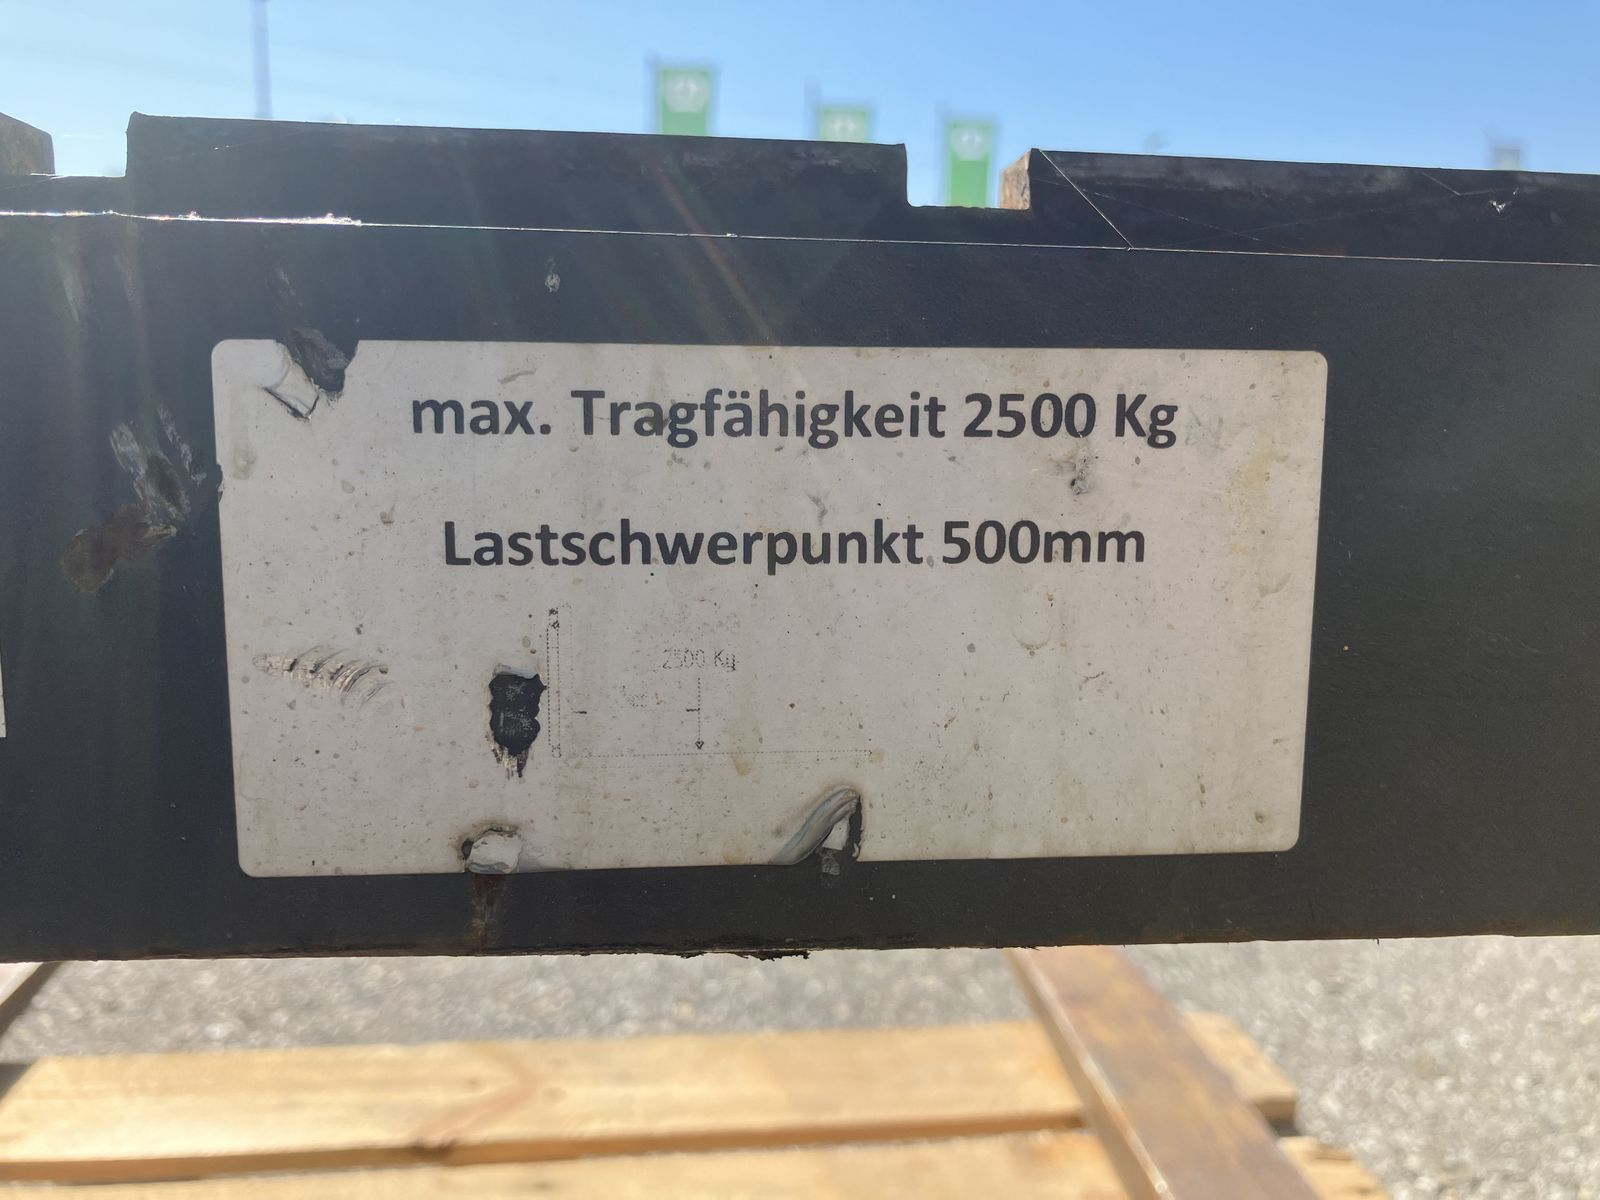 max. Tragfähigkeit 2500 Kg
Lastschwerpunkt 500mm
2500 Kg